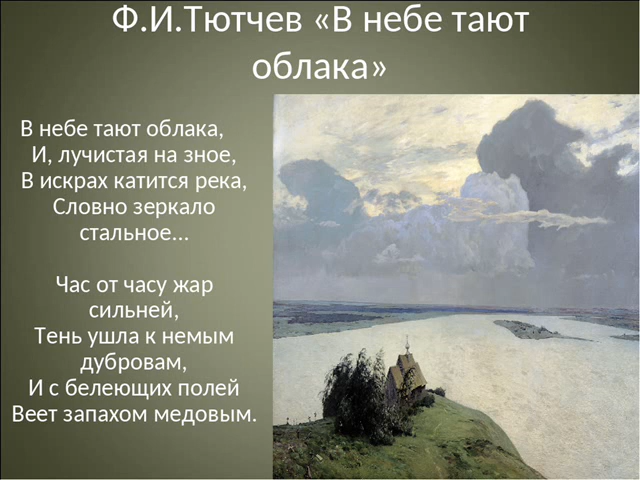 Ф.И.Тютчев «В небе тают
облака»
В небе тают облака,
И, лучистая на зное,
В искрах катится река,
Словно зеркало
стальное...
Час от часу жар
сильней,
Тень ушла к немым
дубровам,
И с белеющих полей
Веет запахом медовым.